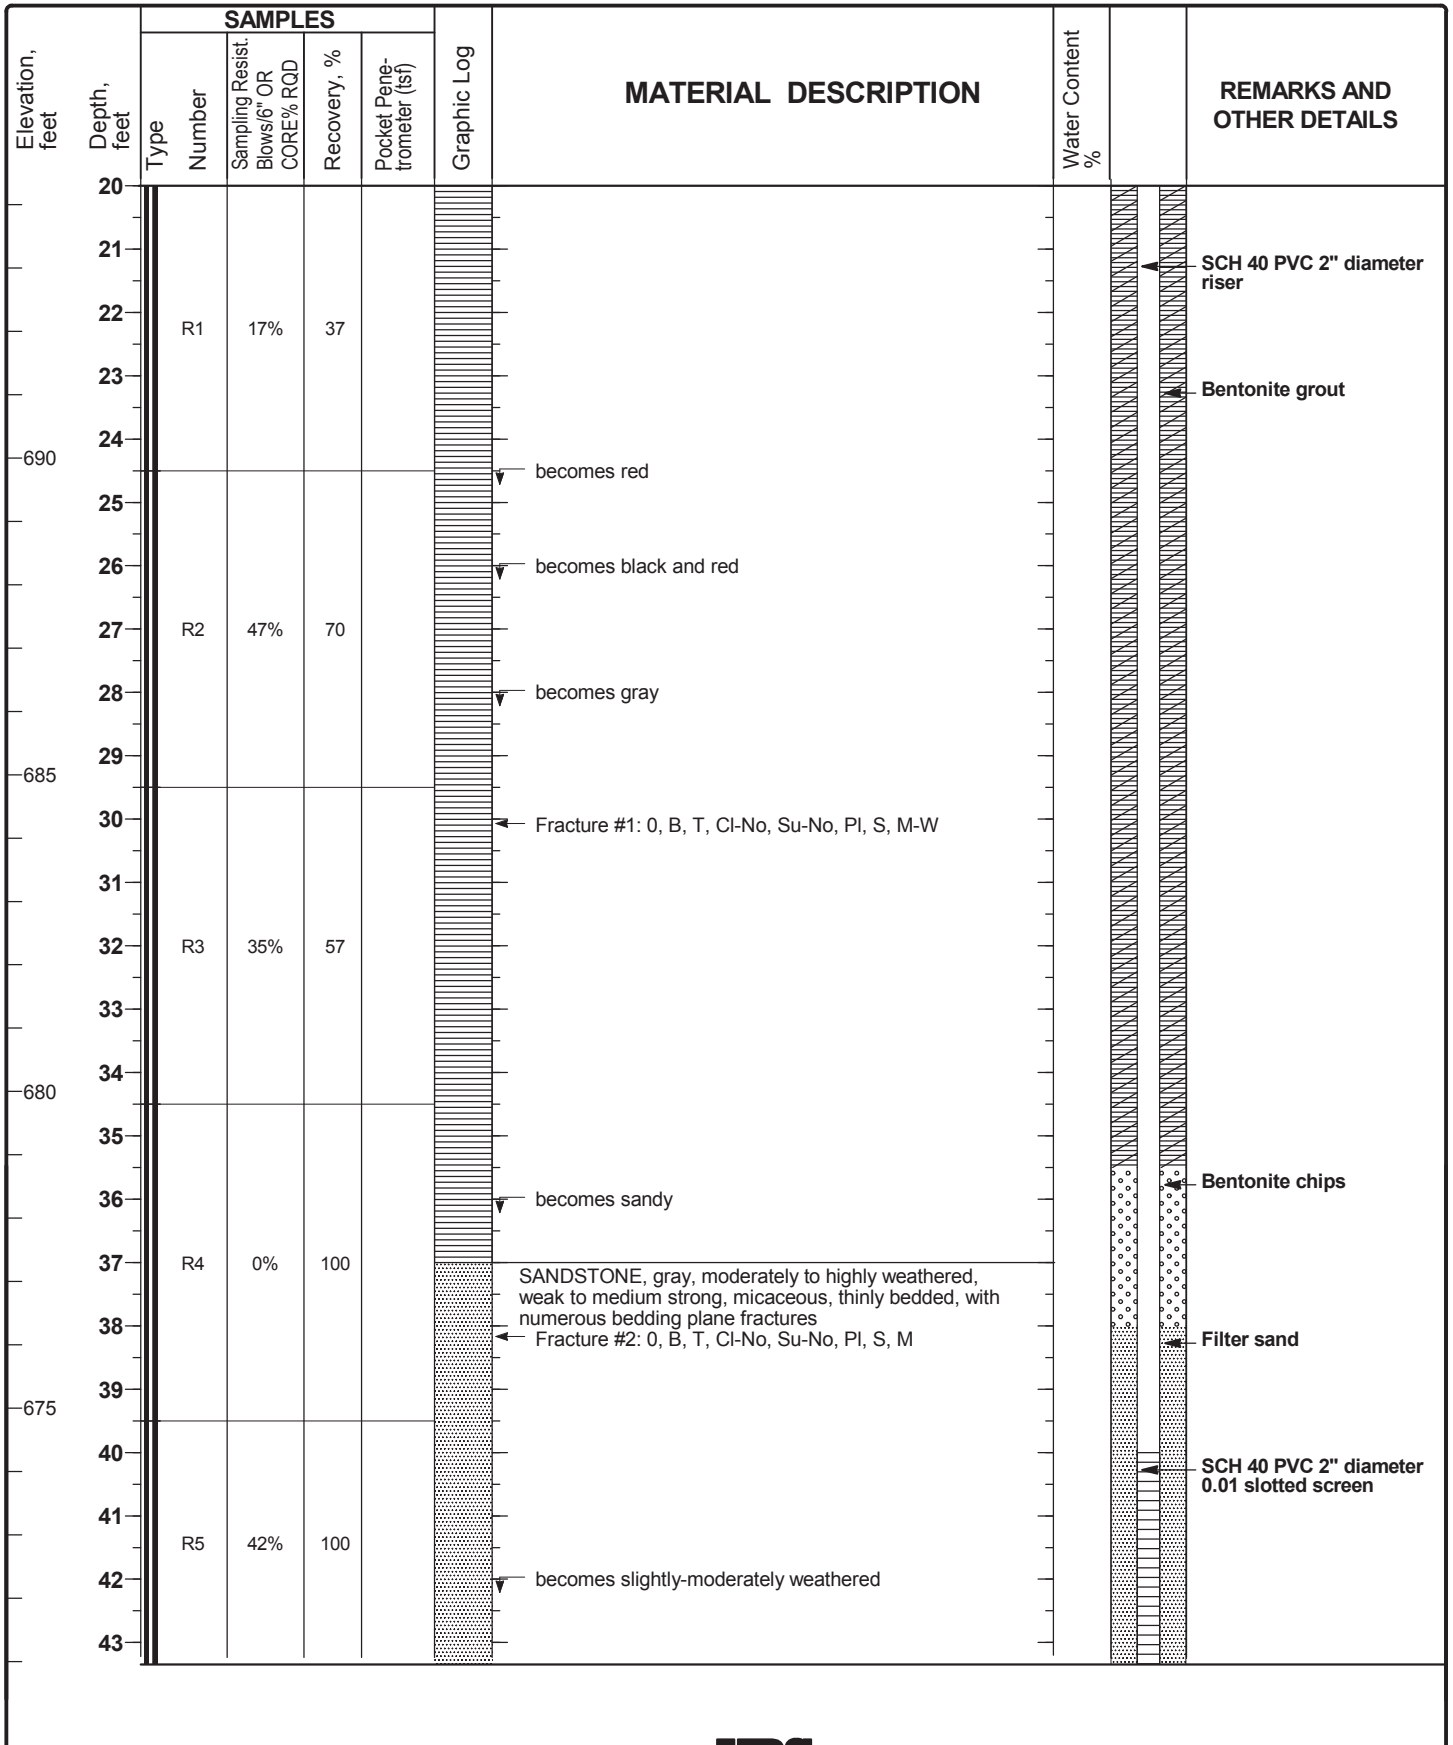 SAMPLES
Elevation,
feet
Depth,
feet
Type
Number
Sampling Resist.
Blows/6" OR
CORE% RQD
Recovery, %
Pocket Pene-
trometer (tsf)
Graphic Log
MATERIAL DESCRIPTION
Water Content
%
REMARKS AND
OTHER DETAILS
20
21
SCH 40 PVC 2" diameter
riser
22
R1 17% 37
23
Bentonite grout
24
690
becomes red
25
26
becomes black and red
27
R2 47% 70
28
becomes gray
29
685
30
Fracture #1: 0, B, T, Cl-No, Su-No, Pl, S, M-W
31
32
R3 35% 57
33
34
680
35
Bentonite chips
36
becomes sandy
37
R4 0% 100
SANDSTONE, gray, moderately to highly weathered,
weak to medium strong, micaceous, thinly bedded, with
numerous bedding plane fractures
38
Fracture #2: 0, B, T, Cl-No, Su-No, Pl, S, M
Filter sand
39
675
40
SCH 40 PVC 2" diameter
0.01 slotted screen
41
R5 42% 100
42
becomes slightly-moderately weathered
43